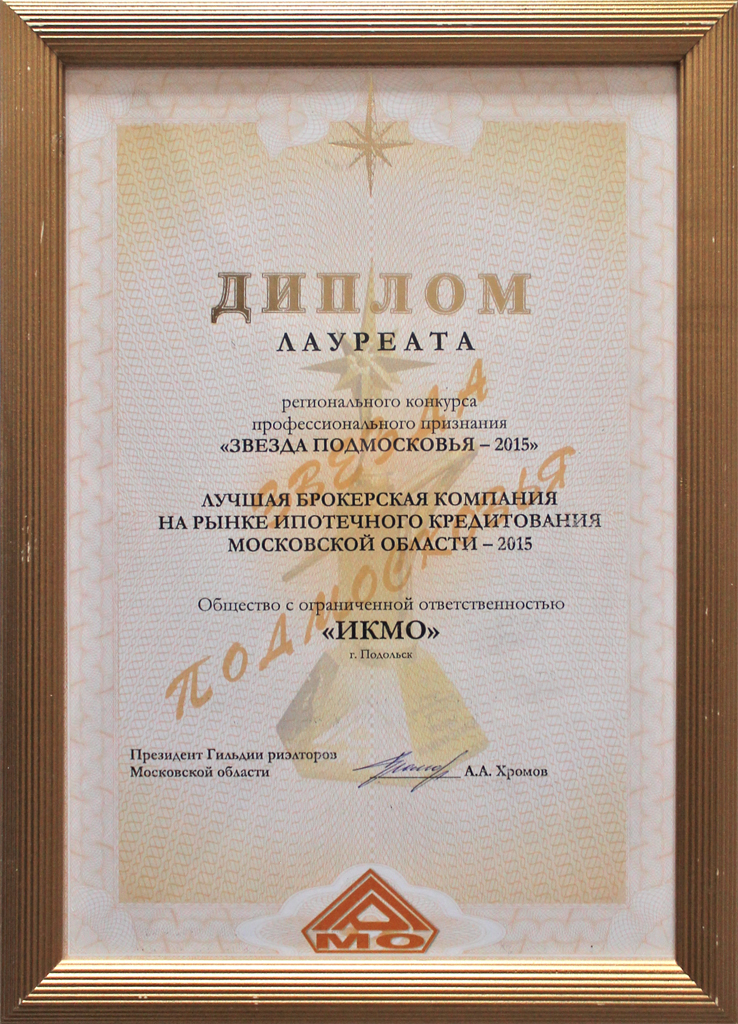 ДИПЛОМ
ЛАУРЕАТА
регионального конкурса
профессионального признания
«ЗВЕЗДА ПОДМОСКОВЬЯ – 2015»
ЛУЧШАЯ БРОКЕРСКАЯ КОМПАНИЯ
НА РЫНКЕ ИПОТЕЧНОГО КРЕДИТОВАНИЯ
МОСКОВСКОЙ ОБЛАСТИ – 2015
ЗВЕЗДА
ПОДМОСКОВЬЯ
Общество с ограниченной ответственностью
«ИКМО»
г. Подольск
Президент Гильдии риэлторов
Московской области
А.А. Хромов
МО